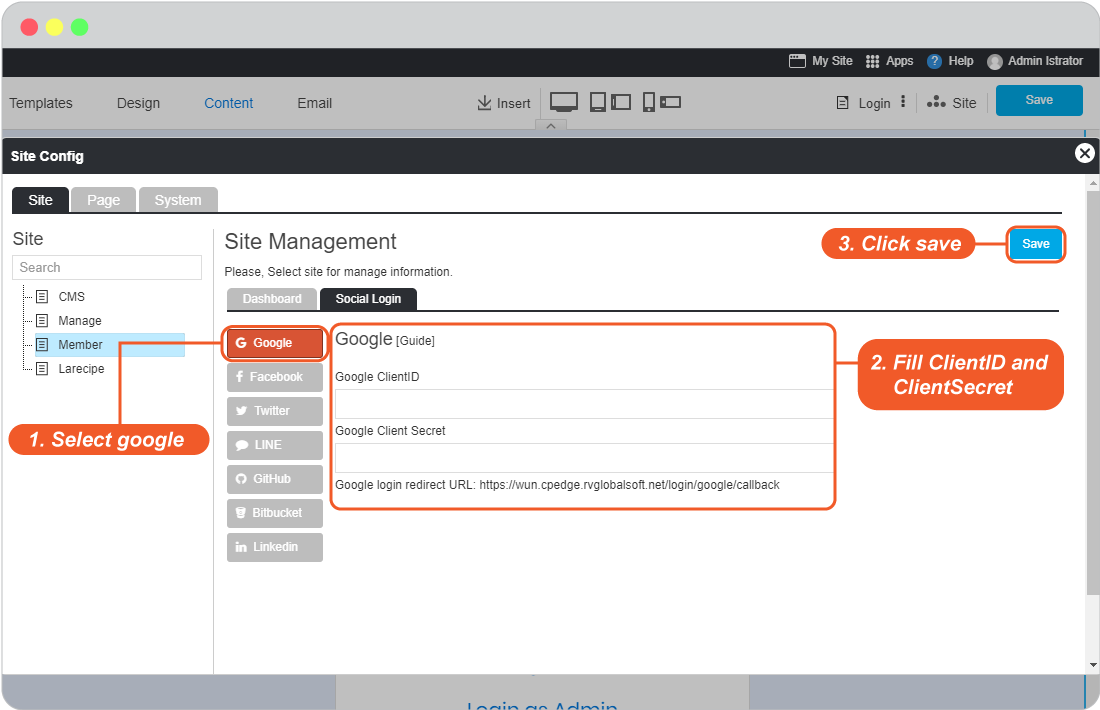 My Site Apps ? Help Admin Istrator
Templates Design Content Email Insert Login Site Save
Site Config
Site Page System
Site
Search
CMS
Manage
Member
Larecipe
1. Select google
Site Management
3. Click save
Save
Please, Select site for manage information.
Dashboard Social Login
Google
Facebook
Twitter
LINE
GitHub
Bitbucket
Linkedin
Google [Guide]
Google ClientID
Google Client Secret
Google login redirect URL: https://wun.cpedge.rvglobalsoft.net/login/google/callback
2. Fill ClientID and
ClientSecret
Login as Admin